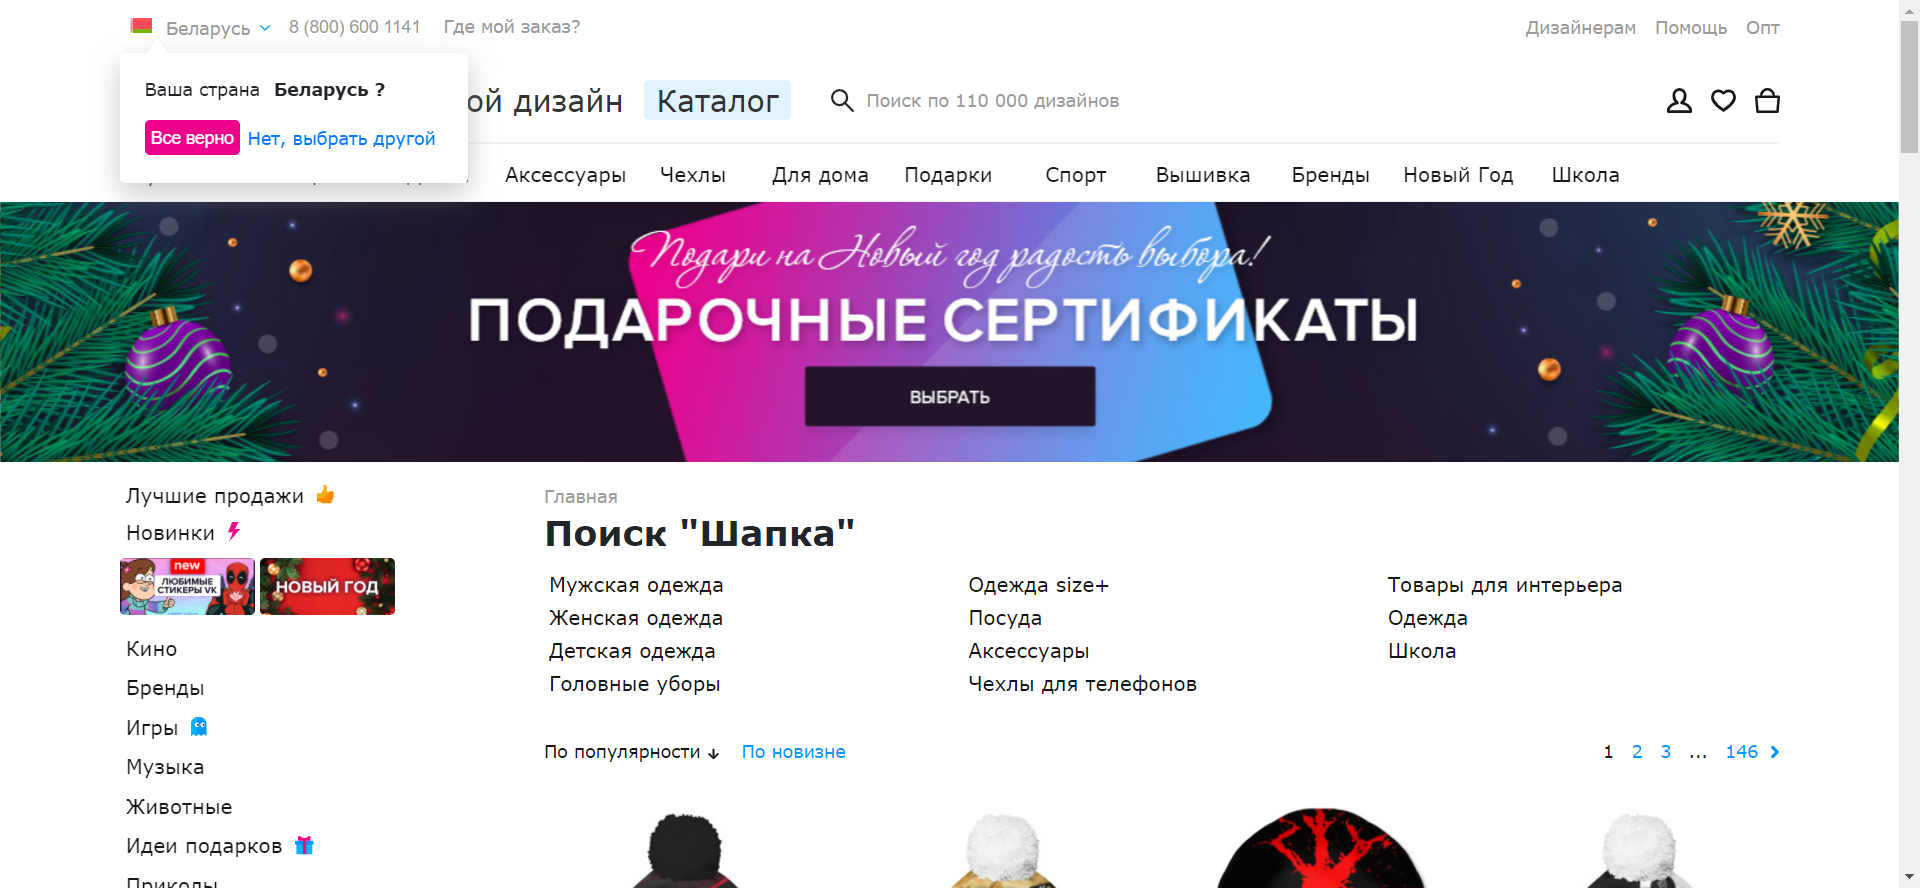 Беларусь 8 (800) 600 1141 Где мой заказ? Дизайнерам Помощь Опт
Ваша страна Беларусь ?
Все верно Нет, выбрать другой
дизайн Каталог Поиск по 110 000 дизайнов
Аксессуары Чехлы Для дома Подарки Спорт Вышивка Бренды Новый Год Школа
Подари на Новый год радость выбора!
ПОДАРОЧНЫЕ СЕРТИФИКАТЫ
ВЫБРАТЬ
Лучшие продажи
Новинки
new
ЛЮБИМЫЕ
СТИКЕРЫ VK
НОВЫЙ ГОД
Кино
Бренды
Игры
Музыка
Животные
Идеи подарков
Приколы
Главная
Поиск "Шапка"
Мужская одежда
Женская одежда
Детская одежда
Головные уборы
Одежда size+
Посуда
Аксессуары
Чехлы для телефонов
Товары для интерьера
Одежда
Школа
По популярности По новизне
1 2 3 ... 146